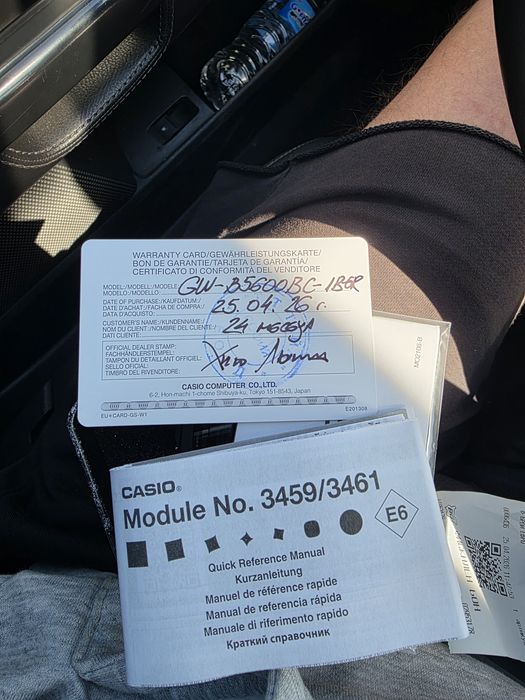 WARRANTY CARD/GEWÄHRLEISTUNGSKARTE/
BON DE GARANTIE/TARJETA DE GARANTÍA/
CERTIFICATO DI CONFORMITÀ DEL VENDITORE
MODEL:/MODELL:/MODÈLE:/
MODELO:/MODELLO:
GW-B5600BC-1BER
DATE OF PURCHASE:/KAUFDATUM:/
DATE D'ACHAT:/FECHA DE COMPRA:/
DATA D'ACQUISTO:
25.04.26 г.
CUSTOMER'S NAME:/KUNDENNAME:/
NOM DU CLIENT:/NOMBRE DEL CLIENTE:/
DATI CLIENTE:
24 месеца
OFFICIAL DEALER STAMP:
FACHHÄNDLERSTEMPEL:
TAMPON DU DETAILLANT OFFICIEL:
SELLO OFICIAL:
TIMBRO DEL RIVENDITORE:
CASIO COMPUTER CO., LTD.
6-2, Hon-machi 1-chome Shibuya-ku, Tokyo 151-8543, Japan
EU+CARD-GS-W1
E201308
MO2106-B
CASIO®
Module No. 3459/3461
E6
Quick Reference Manual
Kurzanleitung
Manuel de référence rapide
Manual de referencia rápida
Manuale di riferimento rapido
Краткий справочник